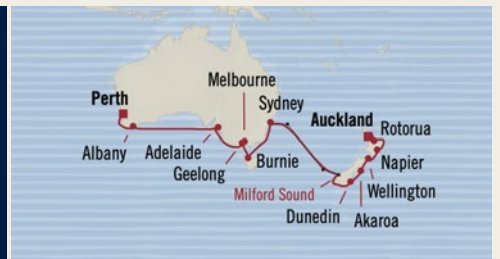 Melbourne
Perth
Sydney
Auckland
Rotorua
Albany
Adelaide
Geelong
Burnie
Napier
Milford Sound
Wellington
Dunedin
Akaroa